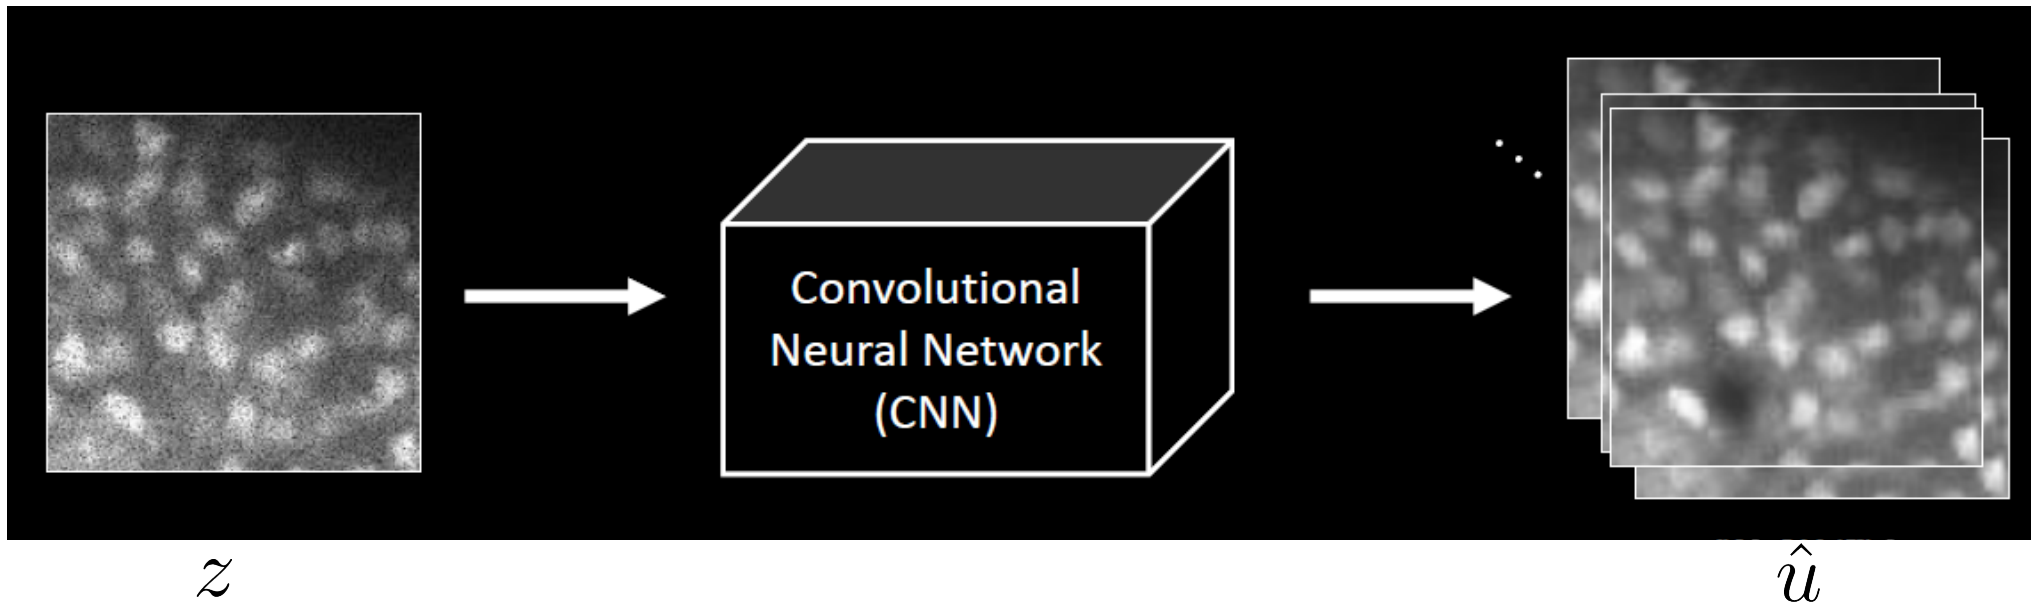 Convolutional
Neural Network
(CNN)
z
û